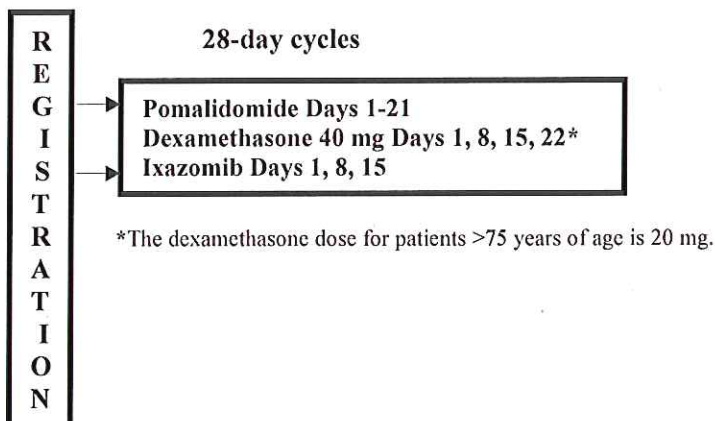 REGISTRATION
28-day cycles
Pomalidomide Days 1-21
Dexamethasone 40 mg Days 1, 8, 15, 22*
Ixazomib Days 1, 8, 15
*The dexamethasone dose for patients >75 years of age is 20 mg.